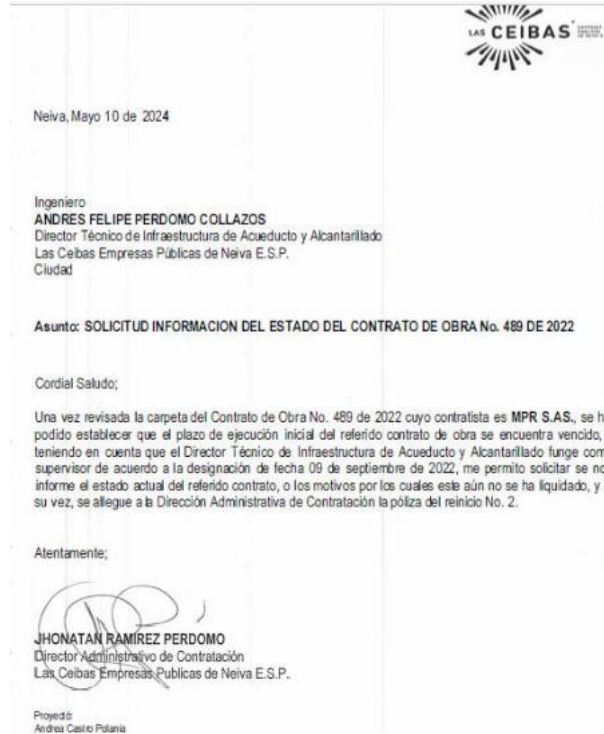 LAS CEIBAS
Neiva, Mayo 10 de 2024
Ingeniero
ANDRES FELIPE PERDOMO COLLAZOS
Director Técnico de Infraestructura de Acueducto y Alcantarillado
Las Ceibas Empresas Públicas de Neiva E.S.P.
Ciudad
Asunto: SOLICITUD INFORMACION DEL ESTADO DEL CONTRATO DE OBRA No. 489 DE 2022
Cordial Saludo;
Una vez revisada la carpeta del Contrato de Obra No. 489 de 2022 cuyo contratista es MPR S.AS., se h
podido establecer que el plazo de ejecución inicial del referido contrato de obra se encuentra vencido,
teniendo en cuenta que el Director Técnico de Infraestructura de Acueducto y Alcantarillado funge com
supervisor de acuerdo a la designación de fecha 09 de septiembre de 2022, me permito solicitar se no
informe el estado actual del referido contrato, o los motivos por los cuales este aún no se ha liquidado, y
su vez, se allegue a la Dirección Administrativa de Contratación la póliza del reinicio No. 2.
Atentamente;
JHONATAN RAMIREZ PERDOMO
Director Administrativo de Contratación
Las Ceibas Empresas Publicas de Neiva E.S.P.
Proyectó:
Andrea Castro Polania